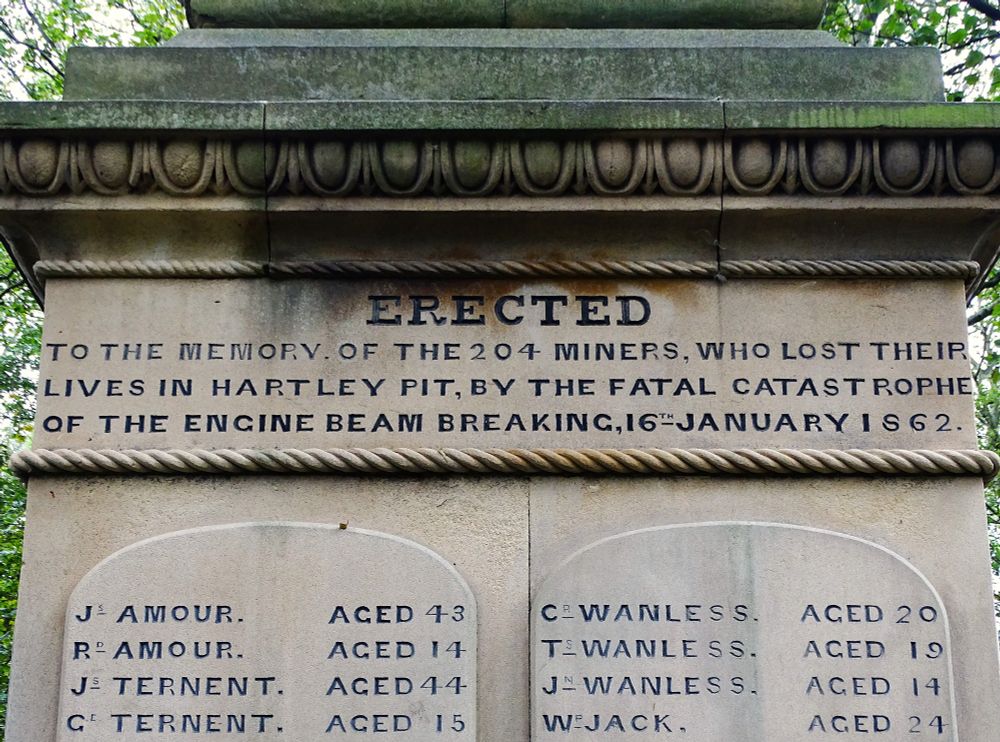 ERECTED
TO THE MEMORY. OF THE 204 MINERS, WHO LOST THEIR
LIVES IN HARTLEY PIT, BY THE FATAL CATASTROPHE
OF THE ENGINE BEAM BREAKING, 16TH JANUARY 1862.
JS AMOUR. AGED 43
RD AMOUR. AGED 14
JS TERNENT. AGED 44
GE TERNENT. AGED 15
CR WANLESS. AGED 20
TS WANLESS. AGED 19
JN WANLESS. AGED 14
WM JACK. AGED 24